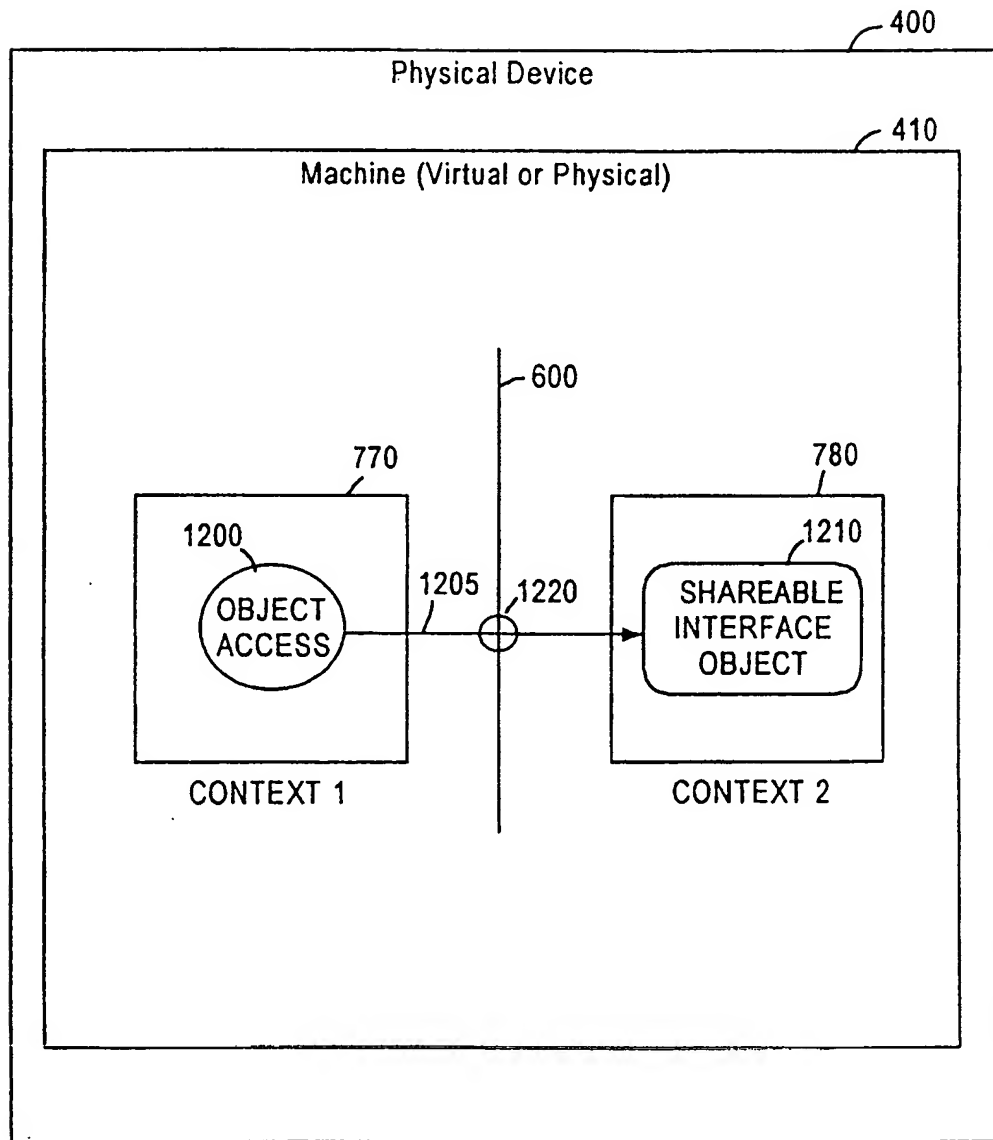 400
Physical Device
410
Machine (Virtual or Physical)
600
770
780
1200
1210
1205
1220
OBJECT
ACCESS
SHAREABLE
INTERFACE
OBJECT
CONTEXT 1
CONTEXT 2